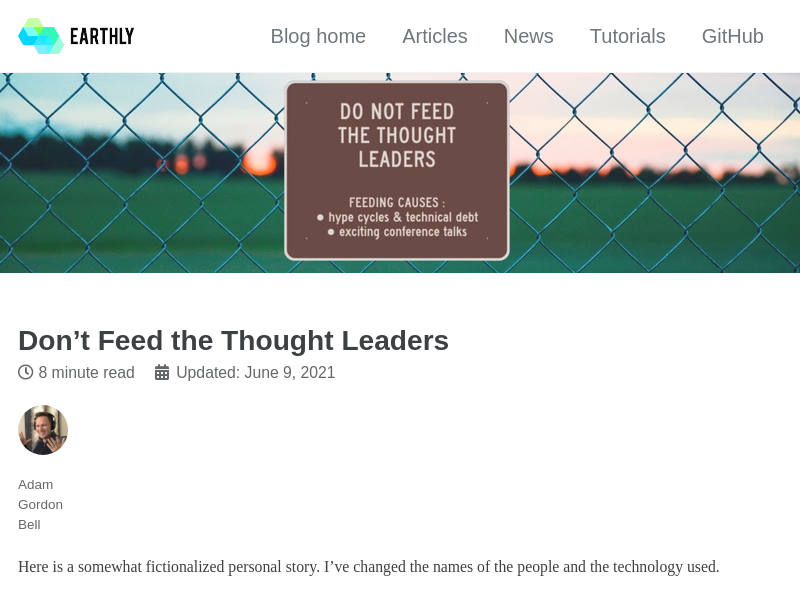 EARTHLY
Blog home Articles News Tutorials GitHub
DO NOT FEED
THE THOUGHT
LEADERS
FEEDING CAUSES :
● hype cycles & technical debt
● exciting conference talks
Don’t Feed the Thought Leaders
8 minute read Updated: June 9, 2021
Adam
Gordon
Bell
Here is a somewhat fictionalized personal story. I’ve changed the names of the people and the technology used.